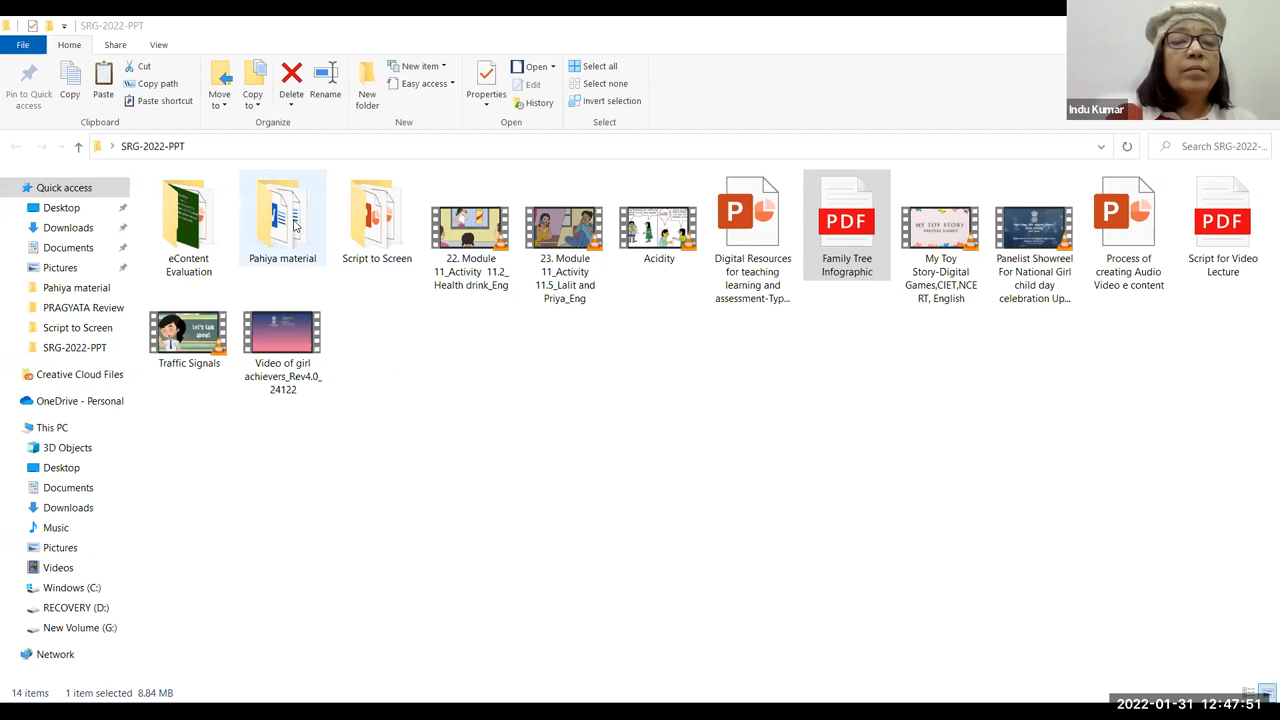 SRG-2022-PPT
File Home Share View
Pin to Quick access
Copy
Paste
Cut
Copy path
Paste shortcut
Clipboard
Move to
Copy to
Delete
Rename
Organize
New folder
New item
Easy access
New
Properties
Open
Edit
History
Open
Select all
Select none
Invert selection
Select
Indu Kumar
SRG-2022-PPT
Search SRG-2022-...
Quick access
Desktop
Downloads
Documents
Pictures
Pahiya material
PRAGYATA Review
Script to Screen
SRG-2022-PPT
Creative Cloud Files
OneDrive - Personal
This PC
3D Objects
Desktop
Documents
Downloads
Music
Pictures
Videos
Windows (C:)
RECOVERY (D:)
New Volume (G:)
Network
eContent
Evaluation
Pahiya material
Script to Screen
22. Module
11_Activity 11.2_
Health drink_Eng
23. Module
11_Activity
11.5_Lalit and
Priya_Eng
Acidity
P
Digital Resources
for teaching
learning and
assessment-Typ...
PDF
Family Tree
Infographic
MY TOY STORY
My Toy
Story-Digital
Games,CIET,NCE
RT, English
Panelist Showreel
For National Girl
child day
celebration Up...
P
Process of
creating Audio
Video e content
PDF
Script for Video
Lecture
Let's talk
about
Traffic Signals
Video of girl
achievers_Rev4.0_
24122
14 items 1 item selected 8.84 MB
2022-01-31 12:47:51